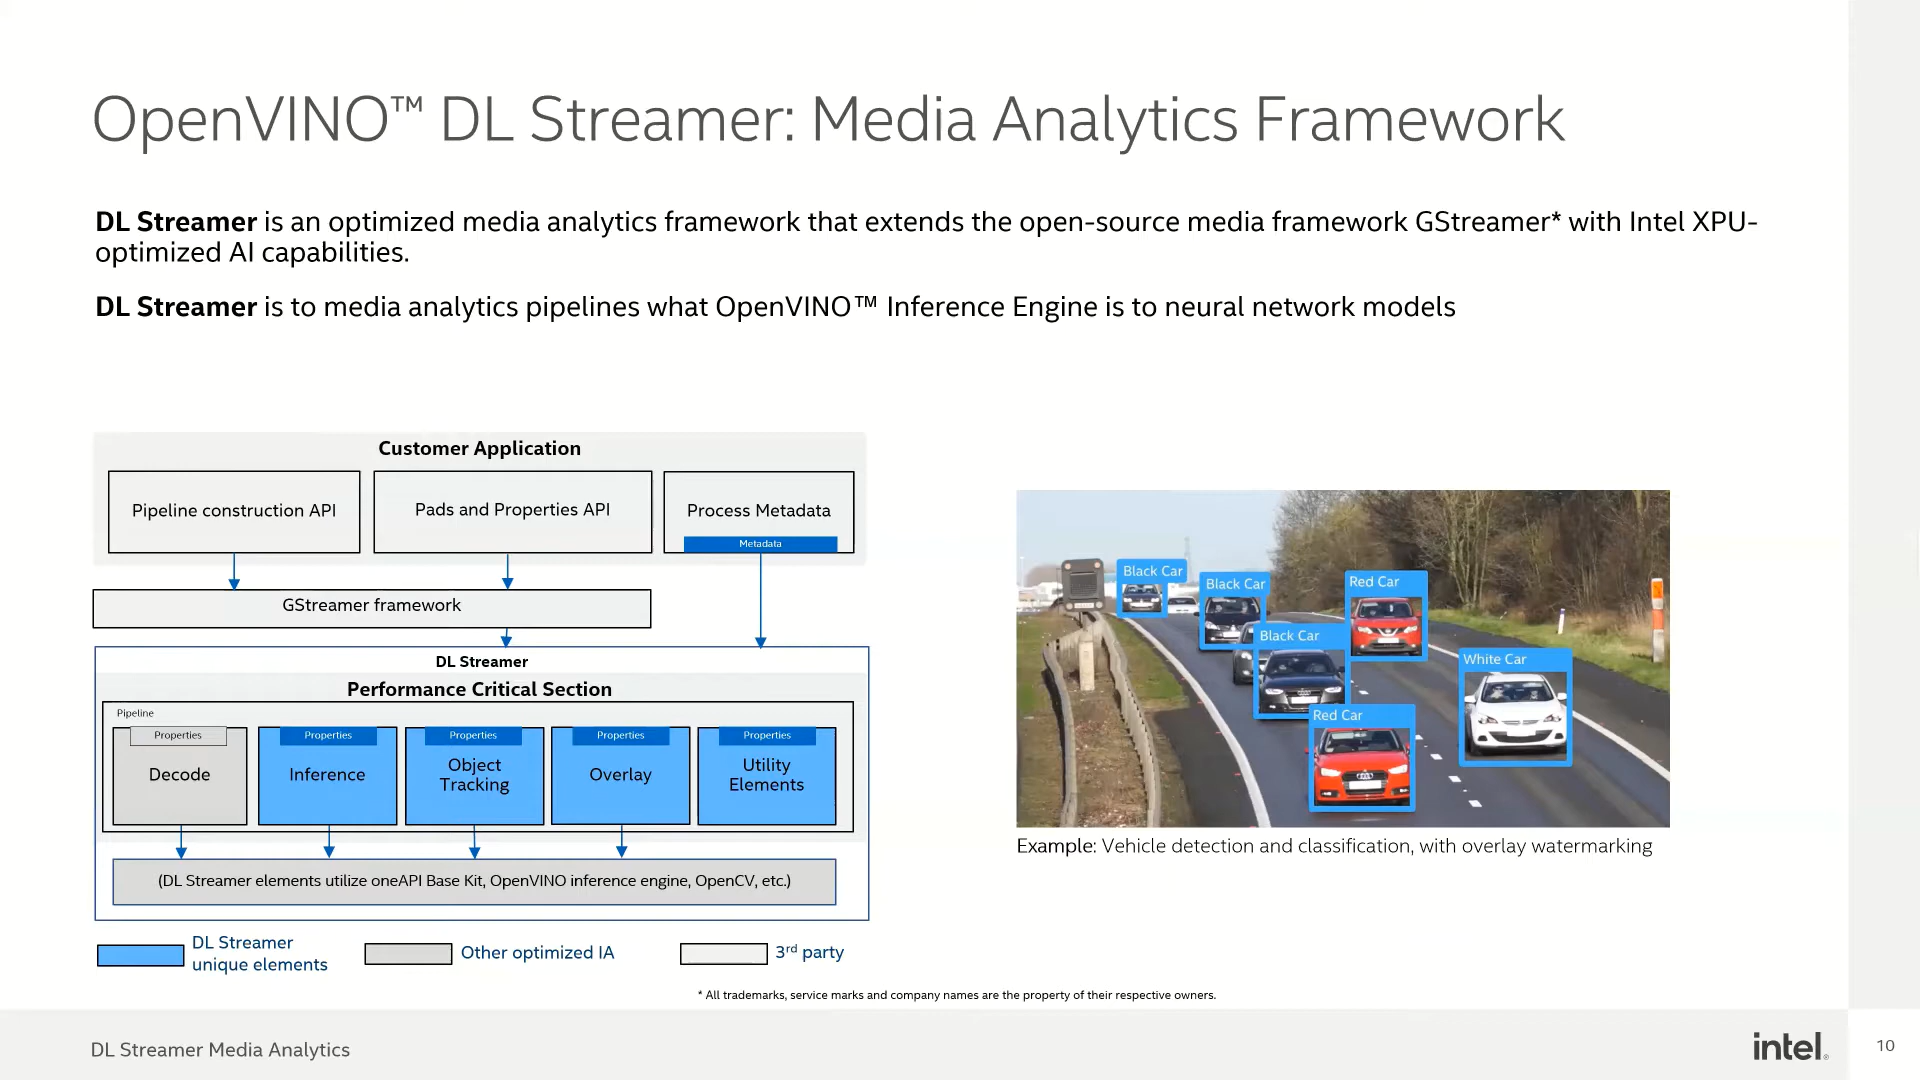 OpenVINO™ DL Streamer: Media Analytics Framework
DL Streamer is an optimized media analytics framework that extends the open-source media framework GStreamer* with Intel XPU-
optimized AI capabilities.
DL Streamer is to media analytics pipelines what OpenVINO™ Inference Engine is to neural network models
Customer Application
Pipeline construction API
Pads and Properties API
Process Metadata
Metadata
GStreamer framework
DL Streamer
Performance Critical Section
Pipeline
Properties
Decode
Properties
Inference
Properties
Object
Tracking
Properties
Overlay
Properties
Utility
Elements
(DL Streamer elements utilize oneAPI Base Kit, OpenVINO inference engine, OpenCV, etc.)
DL Streamer
unique elements
Other optimized IA
3rd party
Black Car
Black Car
Red Car
Black Car
White Car
Red Car
Example: Vehicle detection and classification, with overlay watermarking
* All trademarks, service marks and company names are the property of their respective owners.
DL Streamer Media Analytics
intel®
10